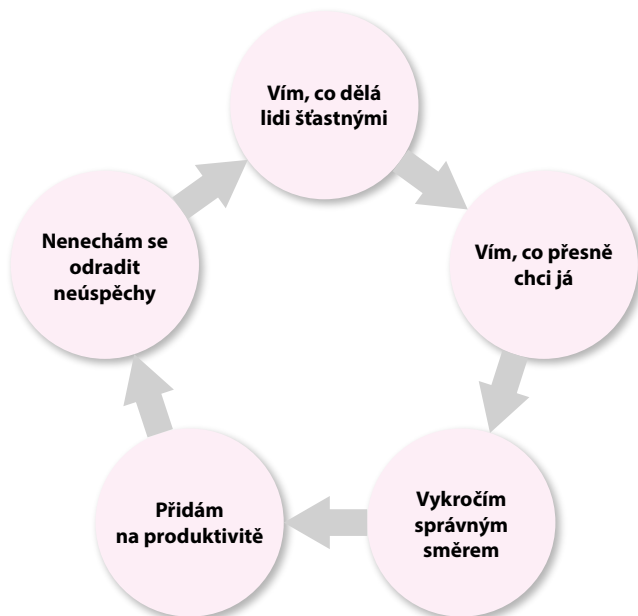 Vím, co dělá
lidi šťastnými
Vím, co přesně
chci já
Vykročím
správným
směrem
Přidám
na produktivitě
Nenechám se
odradit
neúspěchy